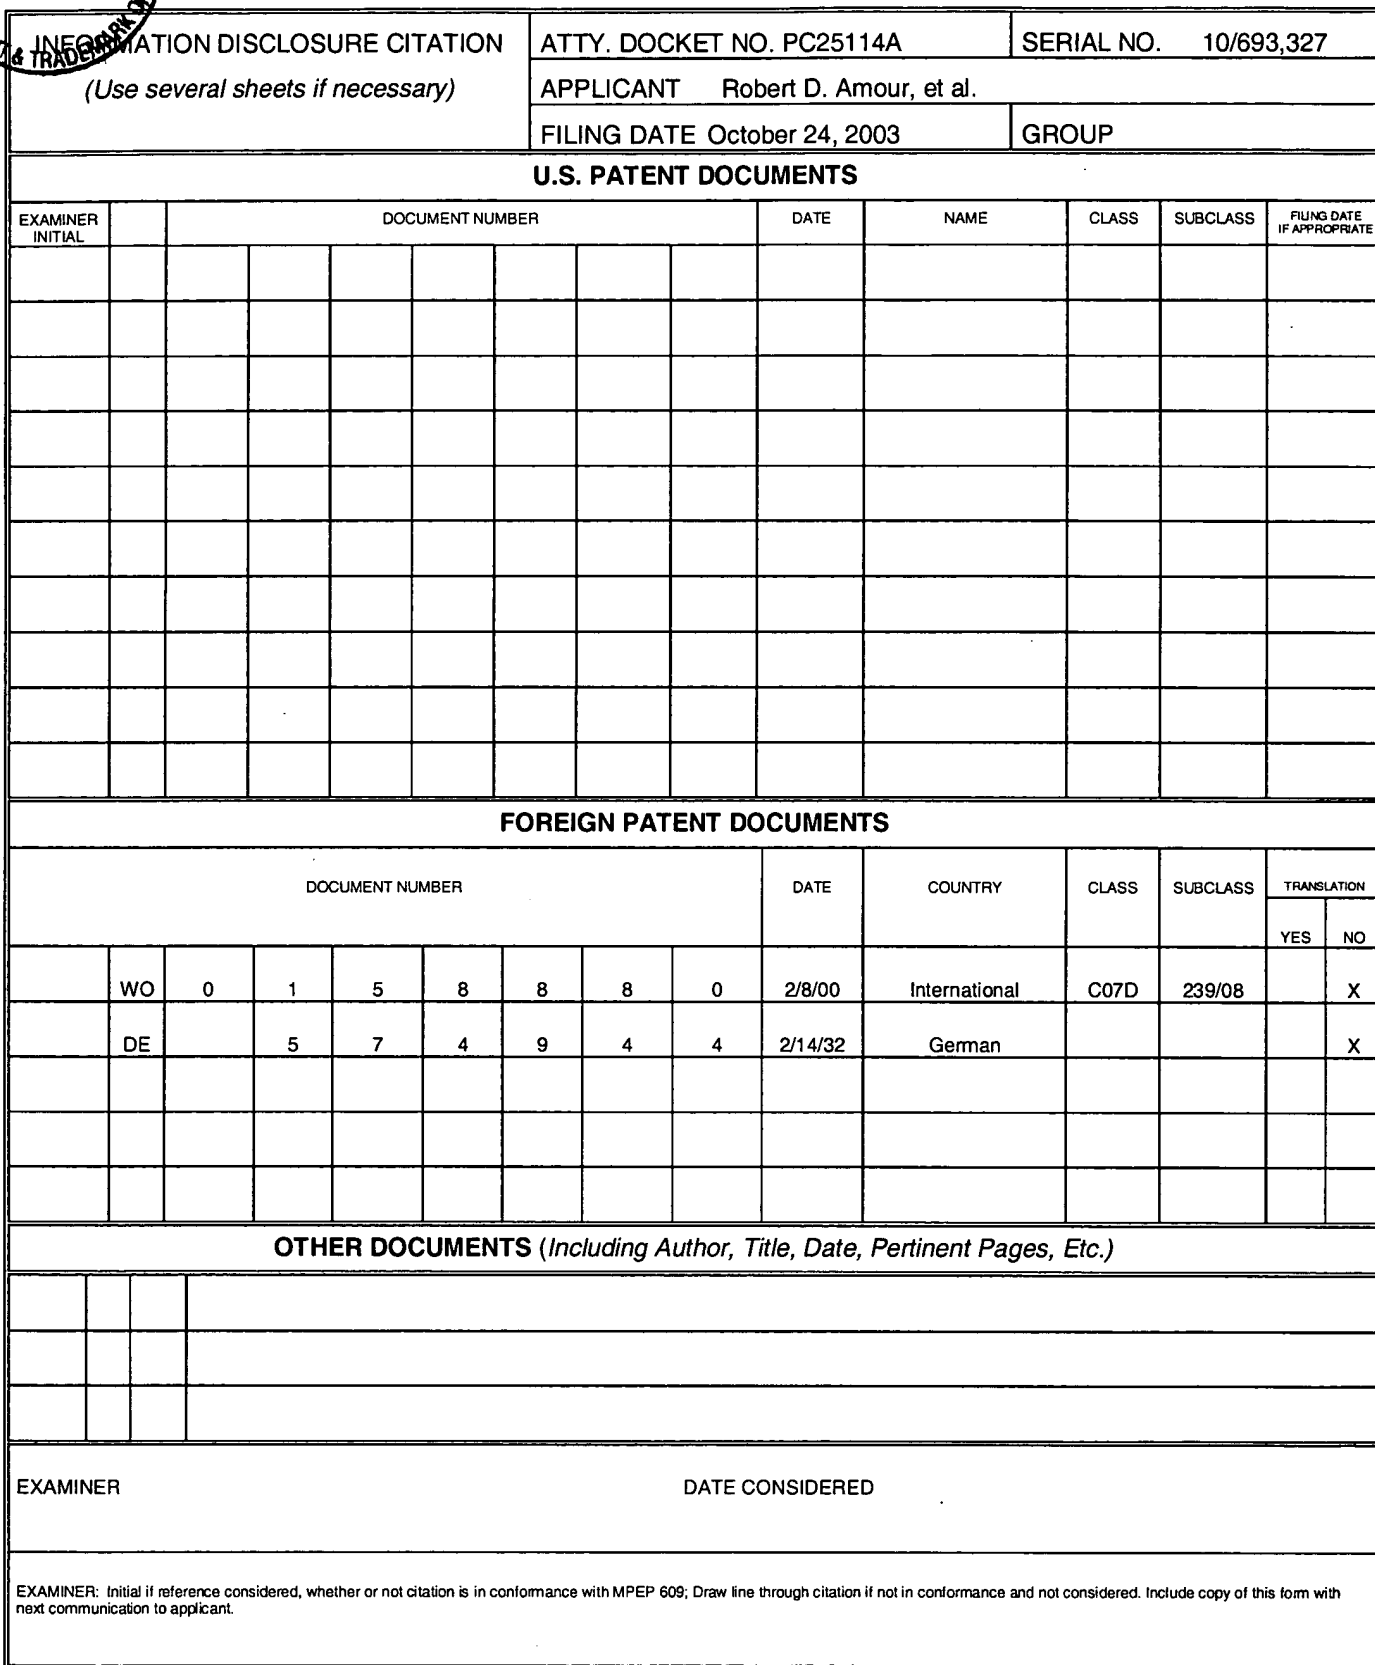 & TRADEMARK
INFORMATION DISCLOSURE CITATION
(Use several sheets if necessary)
ATTY. DOCKET NO. PC25114A
SERIAL NO. 10/693,327
APPLICANT Robert D. Amour, et al.
FILING DATE October 24, 2003
GROUP
U.S. PATENT DOCUMENTS
EXAMINER INITIAL DOCUMENT NUMBER DATE NAME CLASS SUBCLASS FILING DATE IF APPROPRIATE
FOREIGN PATENT DOCUMENTS
DOCUMENT NUMBER DATE COUNTRY CLASS SUBCLASS TRANSLATION
YES NO
WO 0 1 5 8 8 8 0 2/8/00 International C07D 239/08 X
DE 5 7 4 9 4 4 2/14/32 German X
OTHER DOCUMENTS (Including Author, Title, Date, Pertinent Pages, Etc.)
EXAMINER DATE CONSIDERED
EXAMINER: Initial if reference considered, whether or not citation is in conformance with MPEP 609; Draw line through citation if not in conformance and not considered. Include copy of this form with
next communication to applicant.